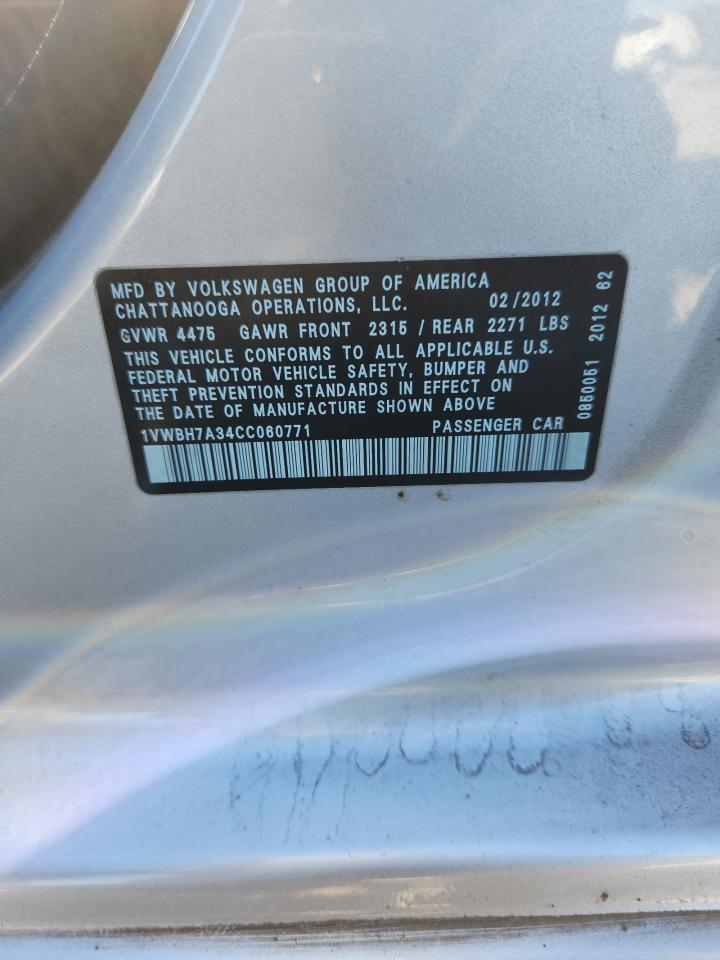 MFD BY VOLKSWAGEN GROUP OF AMERICA
CHATTANOOGA OPERATIONS, LLC. 02/2012
GVWR 4475 GAWR FRONT 2315 / REAR 2271 LBS
THIS VEHICLE CONFORMS TO ALL APPLICABLE U.S.
FEDERAL MOTOR VEHICLE SAFETY, BUMPER AND
THEFT PREVENTION STANDARDS IN EFFECT ON
THE DATE OF MANUFACTURE SHOWN ABOVE
1VWBH7A34CC060771 PASSENGER CAR
0850051 2012 62